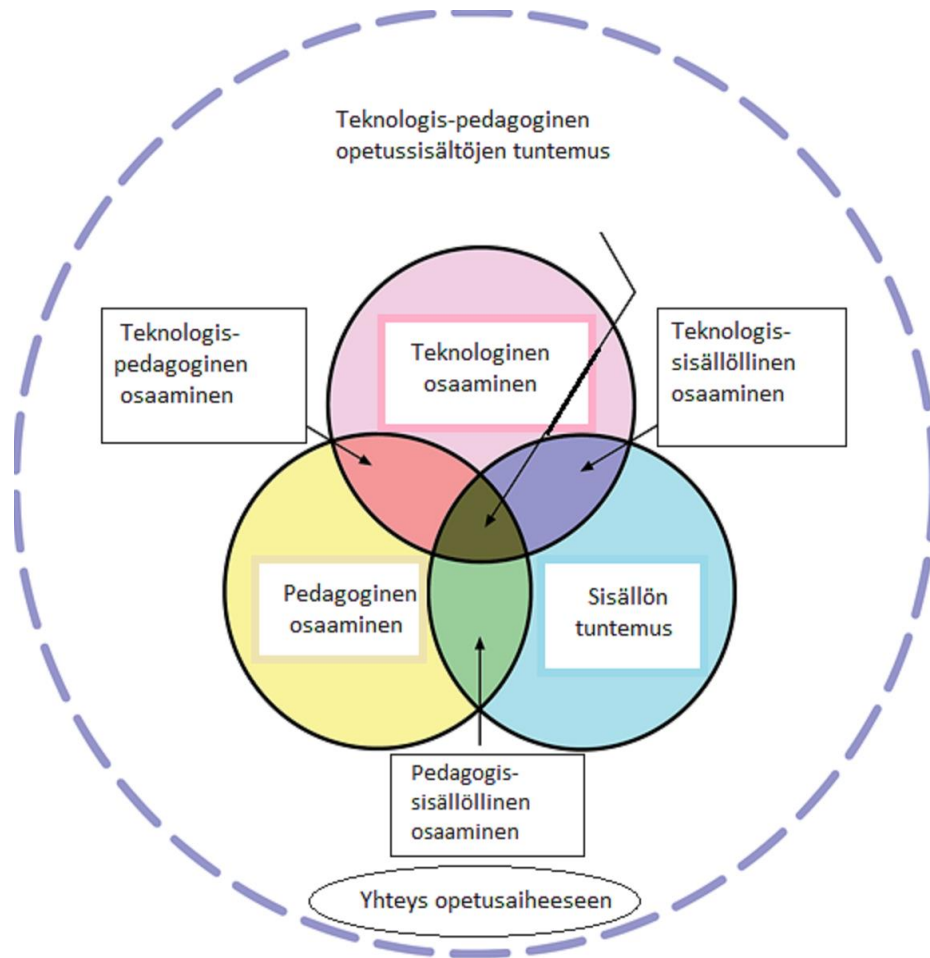 Teknologis-pedagoginen
opetussisältöjen tuntemus
Teknologis-
pedagoginen
osaaminen
Teknologinen
osaaminen
Teknologis-
sisällöllinen
osaaminen
Pedagoginen
osaaminen
Sisällön
tuntemus
Pedagogis-
sisällöllinen
osaaminen
Yhteys opetusaiheeseen